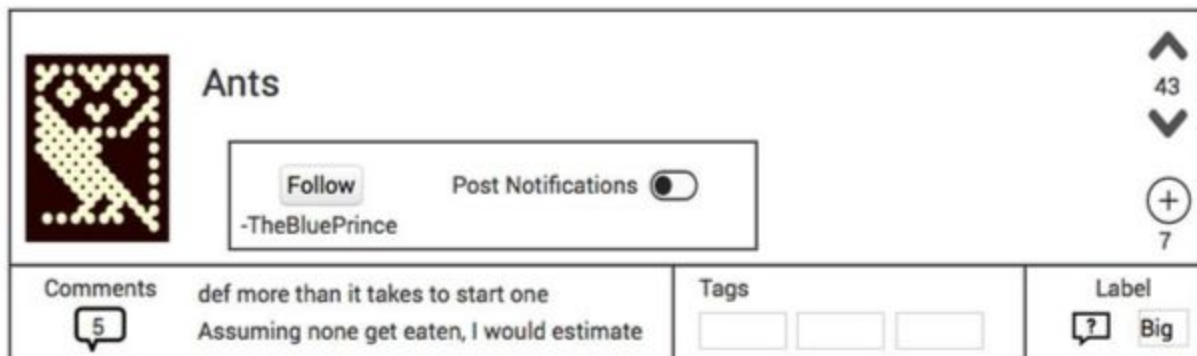 Ants
43
Follow
Post Notifications
-TheBluePrince
7
Comments
5
def more than it takes to start one
Assuming none get eaten, I would estimate
Tags
Label
?
Big